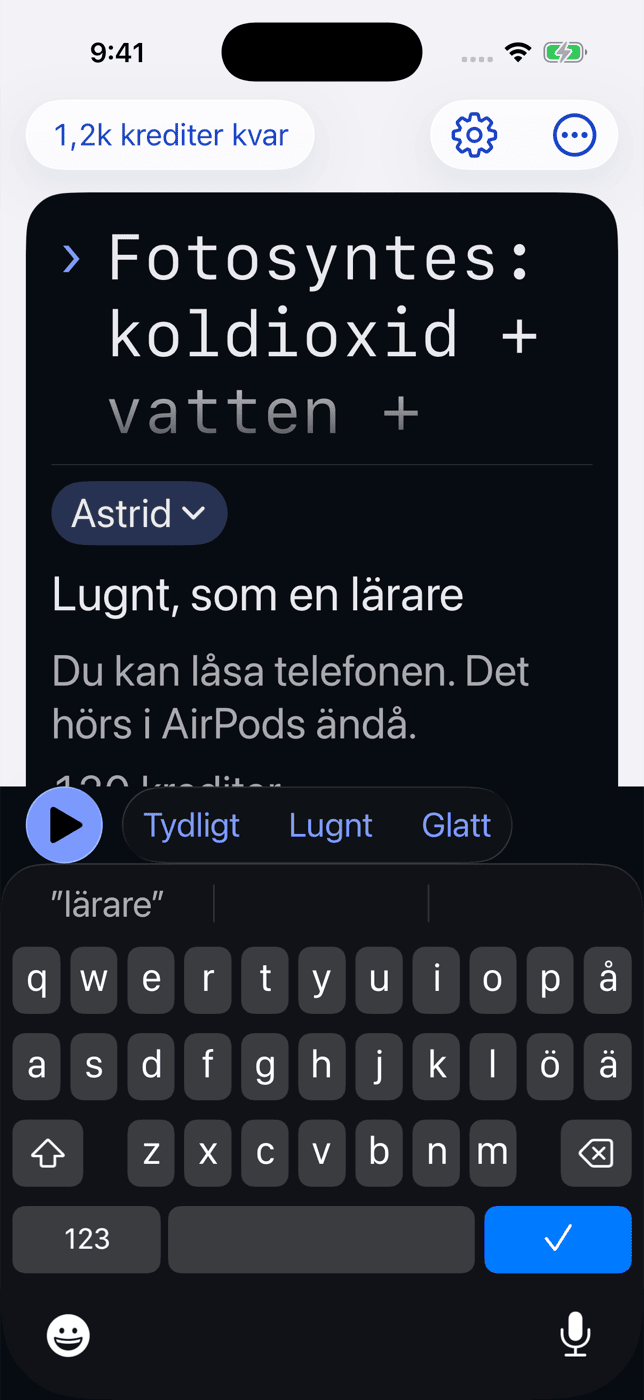 9:41
1,2k krediter kvar
› Fotosyntes:
koldioxid +
vatten +
Astrid
Lugnt, som en lärare
Du kan låsa telefonen. Det
hörs i AirPods ändå.
Tydligt Lugnt Glatt
”lärare”
q w e r t y u i o p å
a s d f g h j k l ö ä
z x c v b n m
123